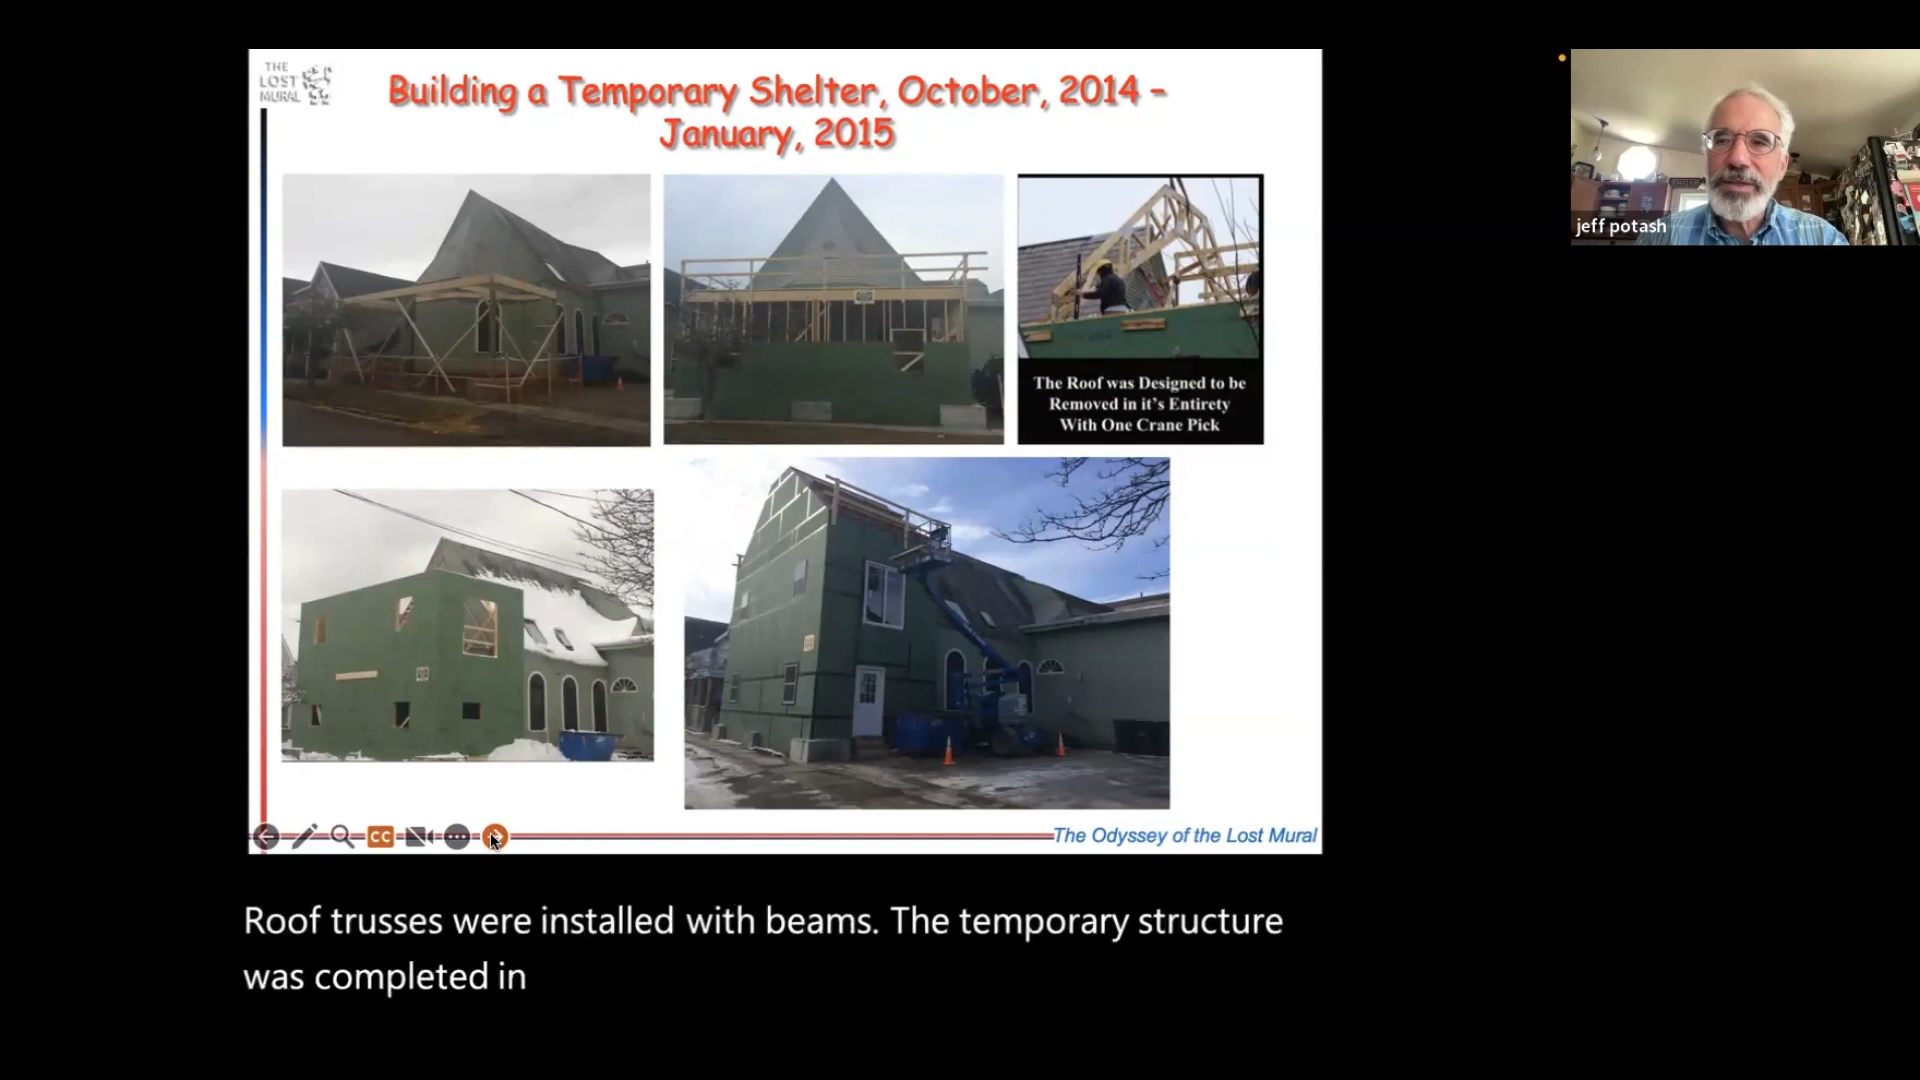 THE
LOST
MURAL
Building a Temporary Shelter, October, 2014 –
January, 2015
The Roof was Designed to be
Removed in it's Entirety
With One Crane Pick
CC
The Odyssey of the Lost Mural
jeff potash
Roof trusses were installed with beams. The temporary structure
was completed in